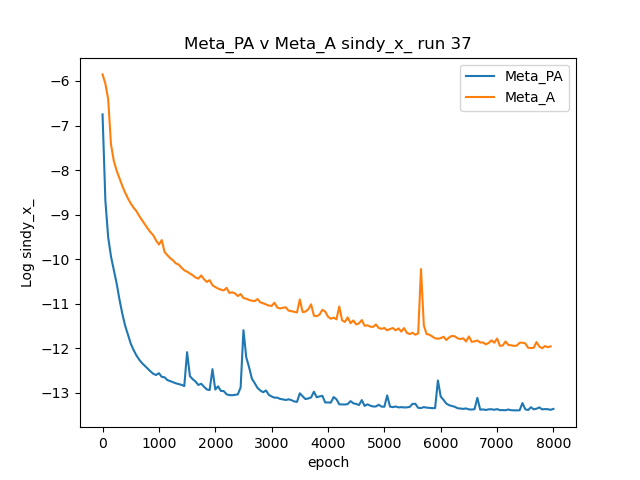 Meta_PA v Meta_A sindy_x_ run 37
Meta_PA
Meta_A
Log sindy_x_
−6
−7
−8
−9
−10
−11
−12
−13
0 1000 2000 3000 4000 5000 6000 7000 8000
epoch